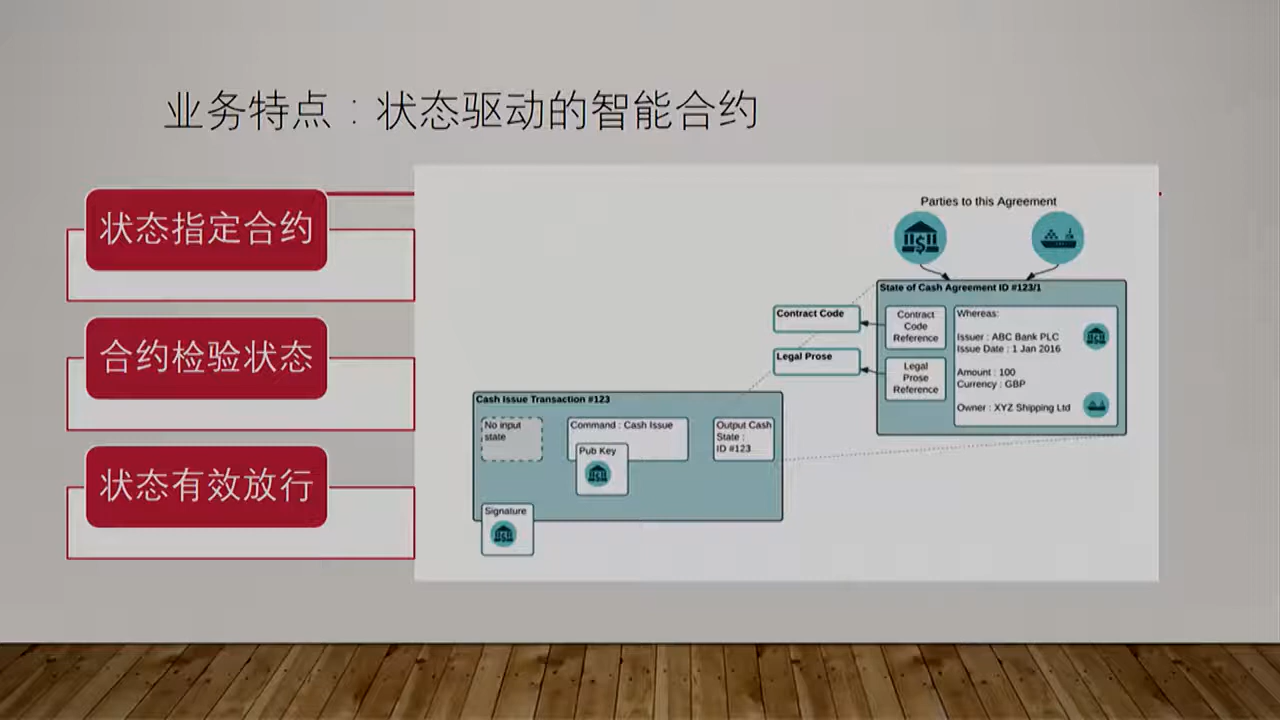 业务特点：状态驱动的智能合约
状态指定合约
合约检验状态
状态有效放行
Parties to this Agreement
State of Cash Agreement ID #123/1
Contract Code
Contract
Code
Reference
Legal Prose
Legal
Prose
Reference
Whereas:
Issuer : ABC Bank PLC
Issue Date : 1 Jan 2016
Amount : 100
Currency : GBP
Owner : XYZ Shipping Ltd
Cash Issue Transaction #123
No input
state
Command : Cash Issue
Pub Key
Output Cash
State :
ID #123
Signature